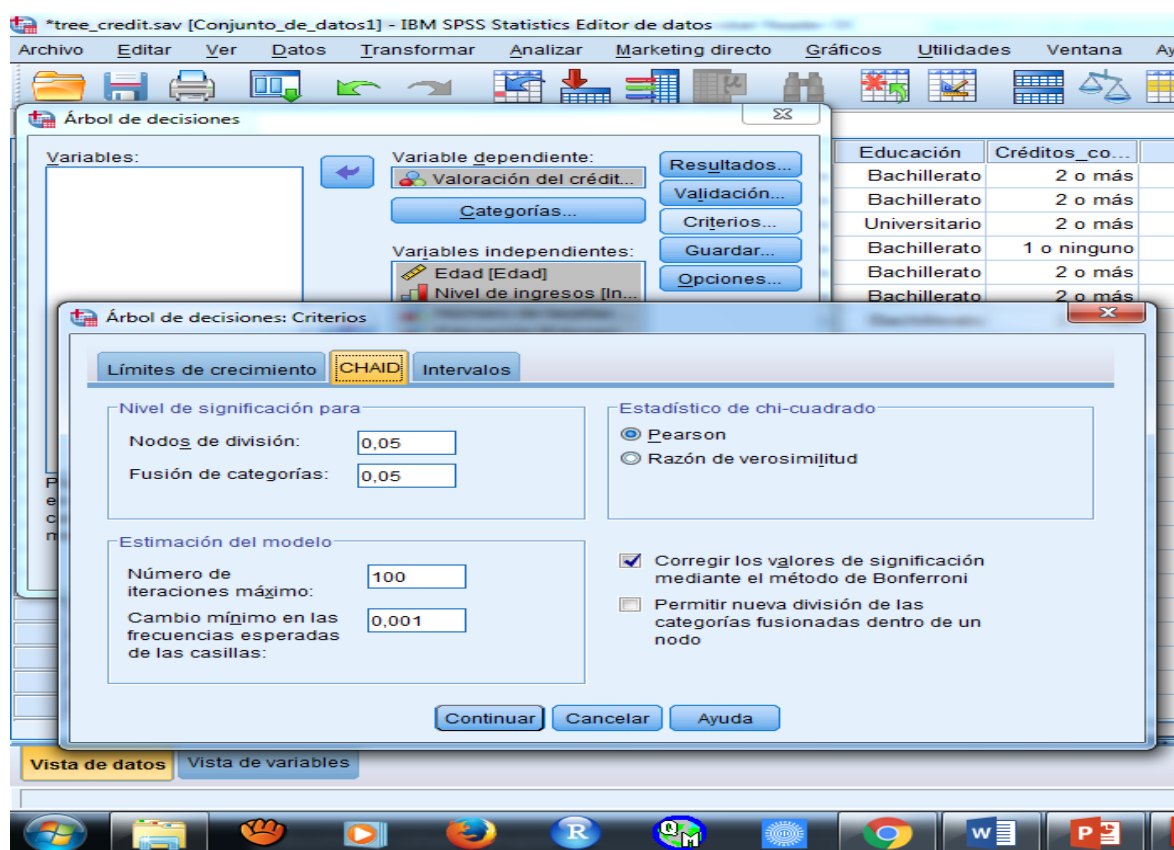 *tree_credit.sav [Conjunto_de_datos1] - IBM SPSS Statistics Editor de datos
Archivo Editar Ver Datos Transformar Analizar Marketing directo Gráficos Utilidades Ventana Ay
Árbol de decisiones
Variables:
Variable dependiente:
Valoración del crédit...
Categorías...
Variables independientes:
Edad [Edad]
Nivel de ingresos [In...
Resultados...
Validación...
Criterios...
Guardar...
Opciones...
Educación Créditos_co...
Bachillerato 2 o más
Bachillerato 2 o más
Universitario 2 o más
Bachillerato 1 o ninguno
Bachillerato 2 o más
Bachillerato 2 o más
Árbol de decisiones: Criterios
Límites de crecimiento CHAID Intervalos
Nivel de significación para
Nodos de división: 0,05
Fusión de categorías: 0,05
Estadístico de chi-cuadrado
Pearson
Razón de verosimilitud
Estimación del modelo
Número de
iteraciones máximo: 100
Cambio mínimo en las
frecuencias esperadas
de las casillas: 0,001
Corregir los valores de significación
mediante el método de Bonferroni
Permitir nueva división de las
categorías fusionadas dentro de un
nodo
Continuar Cancelar Ayuda
Vista de datos Vista de variables